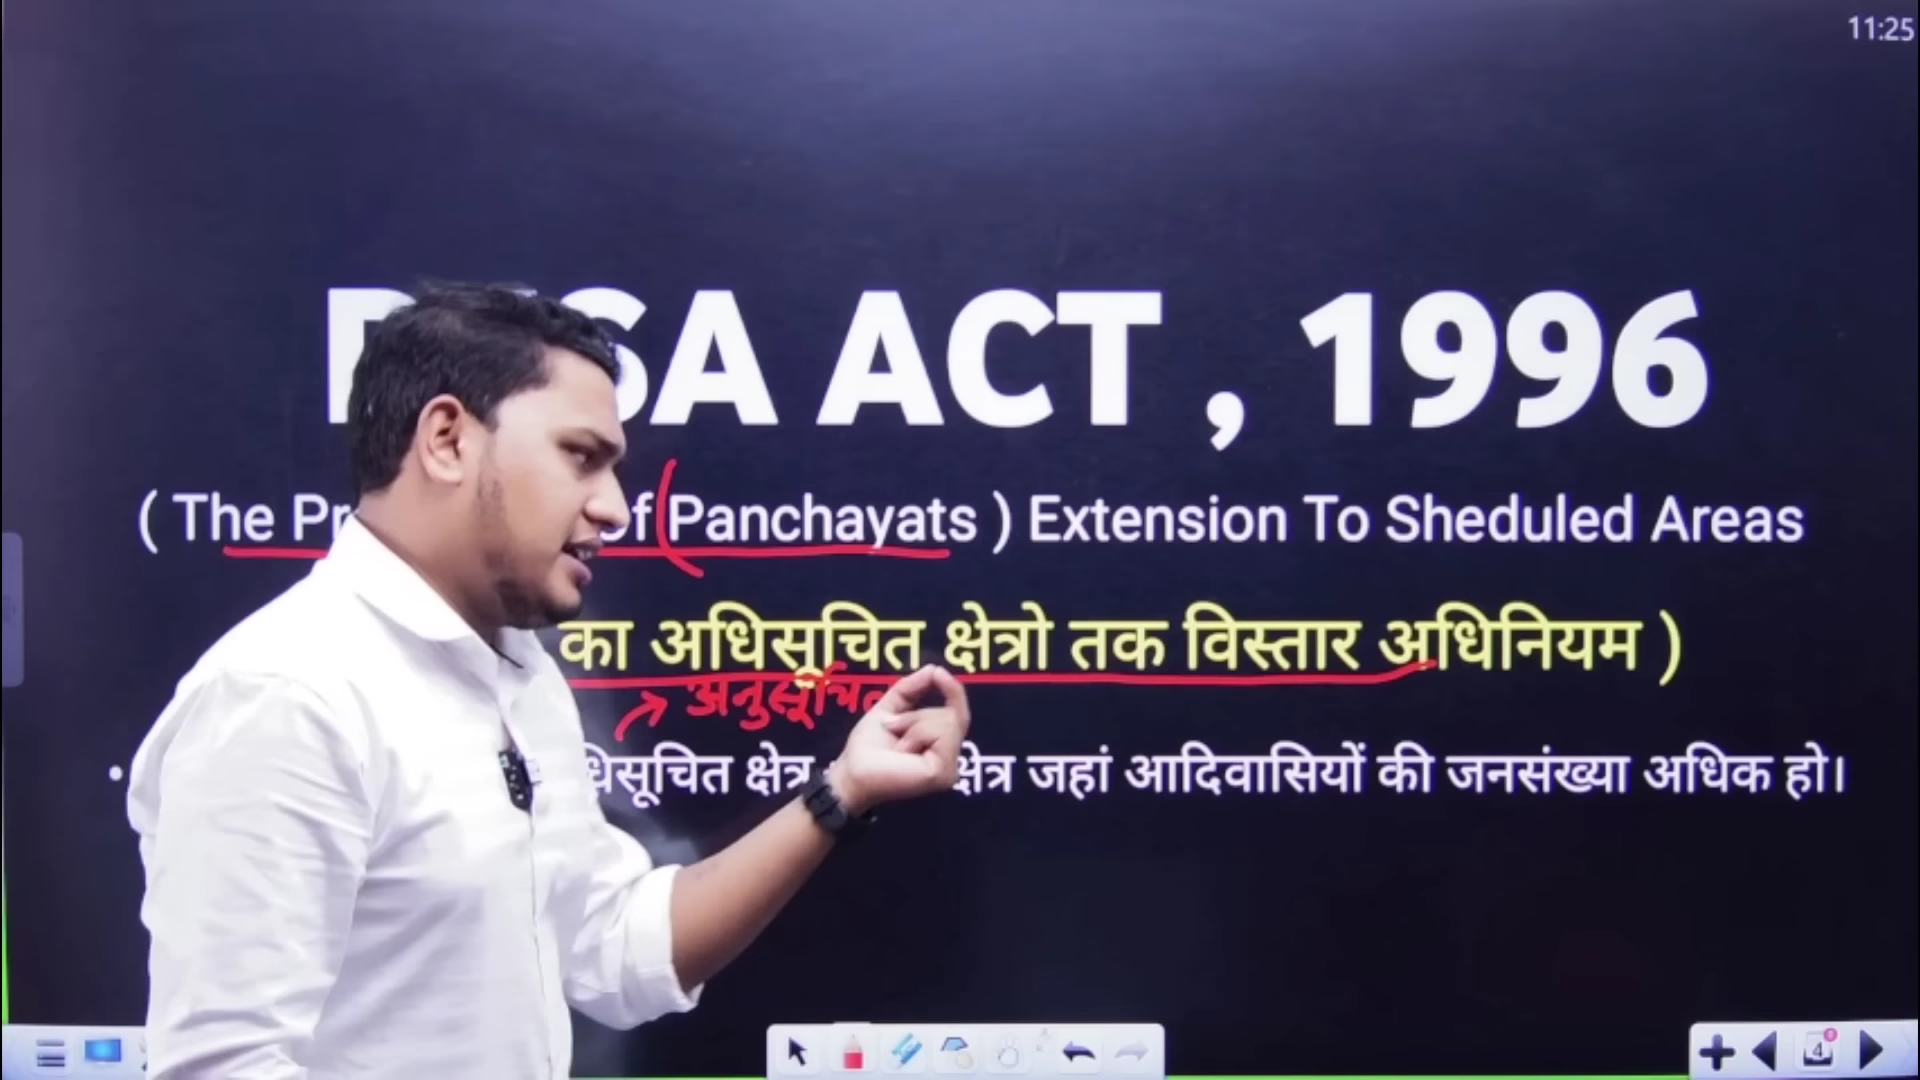 11:25
SA ACT , 1996
( The Pr of ( Panchayats ) Extension To Sheduled Areas
का अधिसूचित क्षेत्रो तक विस्तार अधिनियम )
→ अनुसूचित
• धिसूचित क्षेत्र क्षेत्र जहां आदिवासियों की जनसंख्या अधिक हो।
4